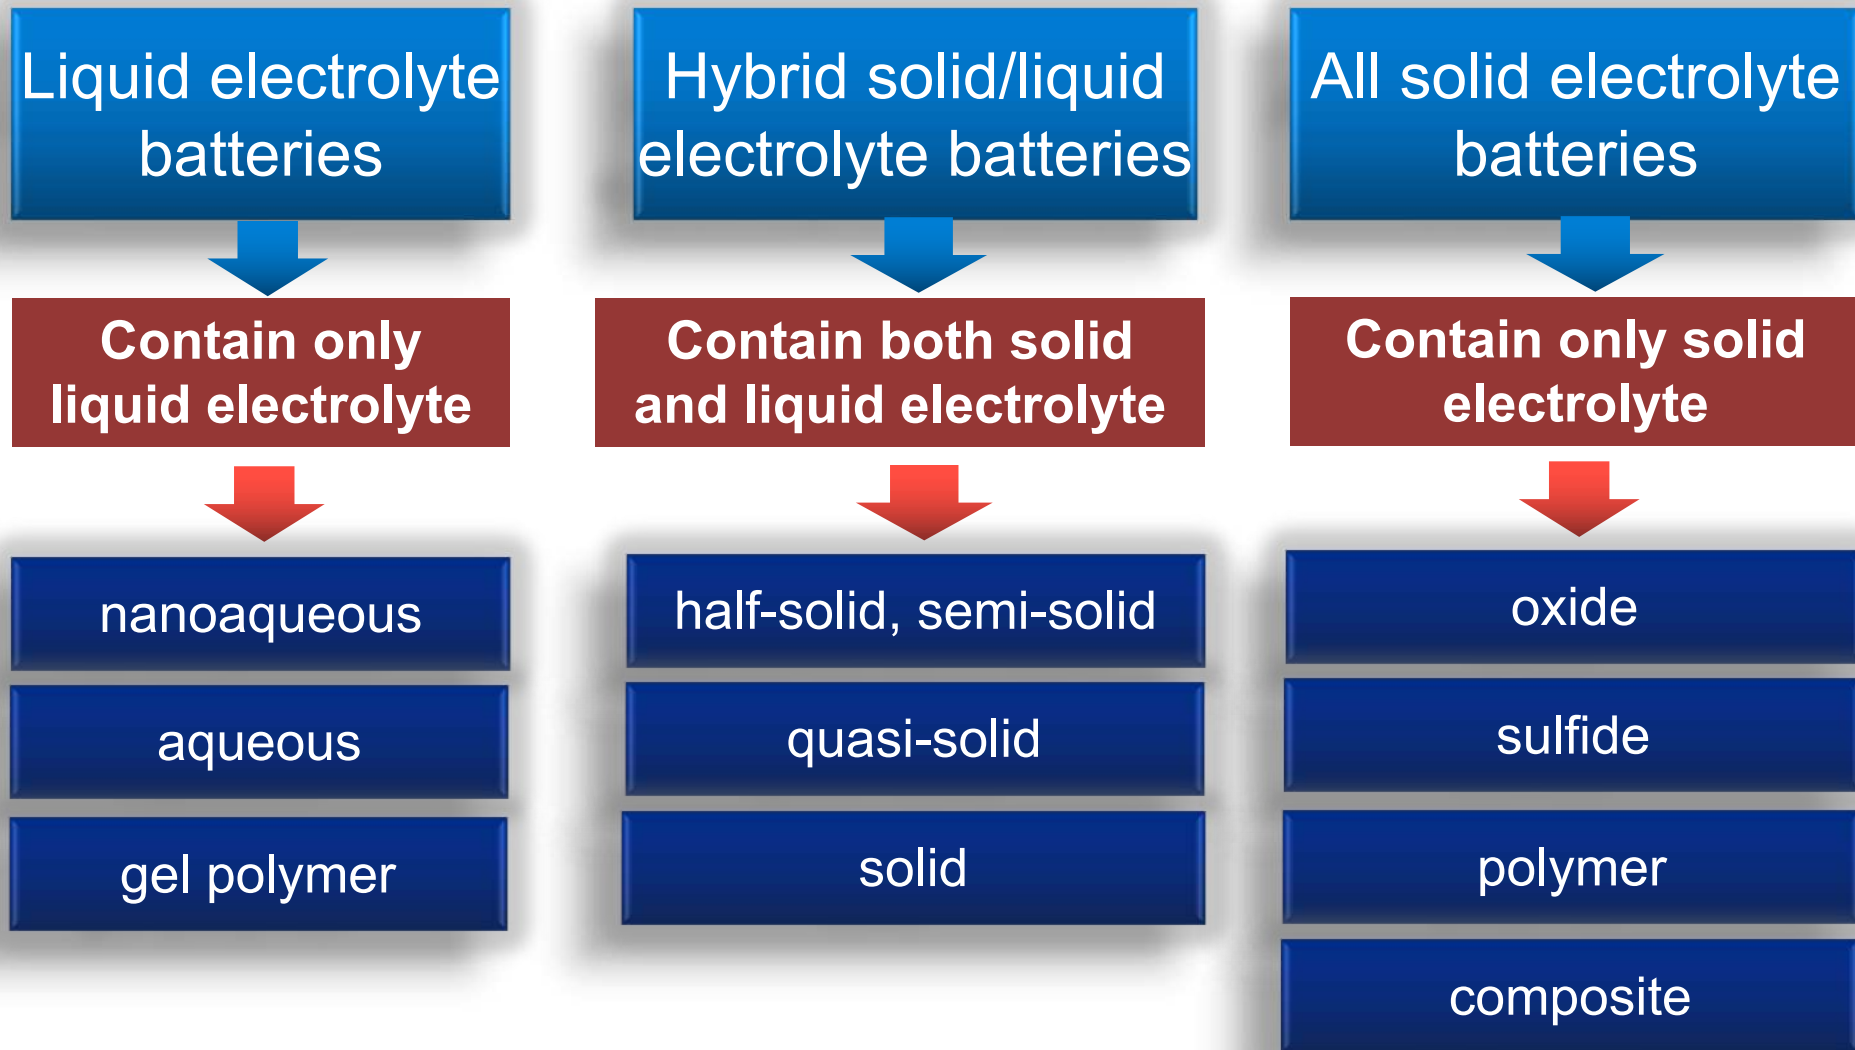 Liquid electrolyte
batteries
Contain only
liquid electrolyte
nanoaqueous
aqueous
gel polymer
Hybrid solid/liquid
electrolyte batteries
Contain both solid
and liquid electrolyte
half-solid, semi-solid
quasi-solid
solid
All solid electrolyte
batteries
Contain only solid
electrolyte
oxide
sulfide
polymer
composite